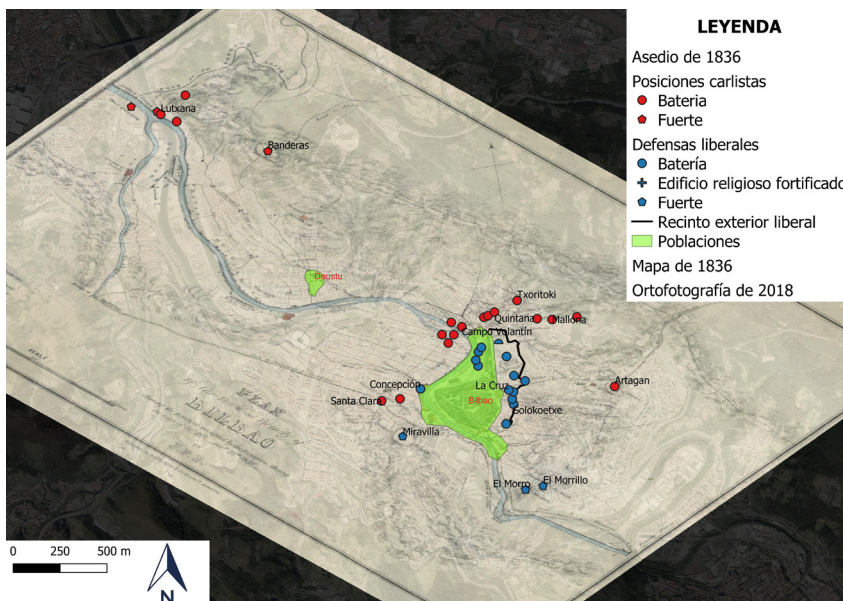 LEYENDA
Asedio de 1836
Posiciones carlistas
Bateria
Fuerte
Defensas liberales
Batería
Edificio religioso fortificado
Fuerte
Recinto exterior liberal
Poblaciones
Mapa de 1836
Ortofotografía de 2018
Lutxana
Banderas
Deustu
Txoritoki
Quintana
Mallona
Campo Volantín
Concepción
La Cruz
Artagan
Santa Clara
Bilbao
Solokoetxe
Miravilla
El Morro
El Morrillo
BILBAO
0 250 500 m
N